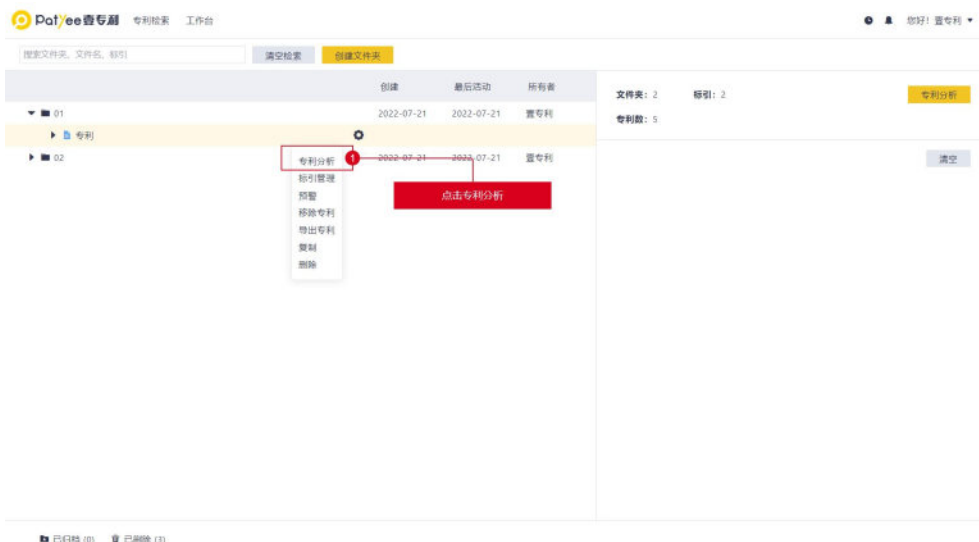 PatYee壹专利 专利检索 工作台 您好！壹专利
搜索文件夹、文件名、标引 清空检索 创建文件夹
创建 最后活动 所有者
文件夹：2 标引：2 专利分析
01 2022-07-21 2022-07-21 壹专利
专利数：5
专利
02 2022-07-21 2022-07-21 壹专利
清空
专利分析 1
标引管理
预警
点击专利分析
移除专利
导出专利
复制
删除
已归档 (0) 已删除 (3)